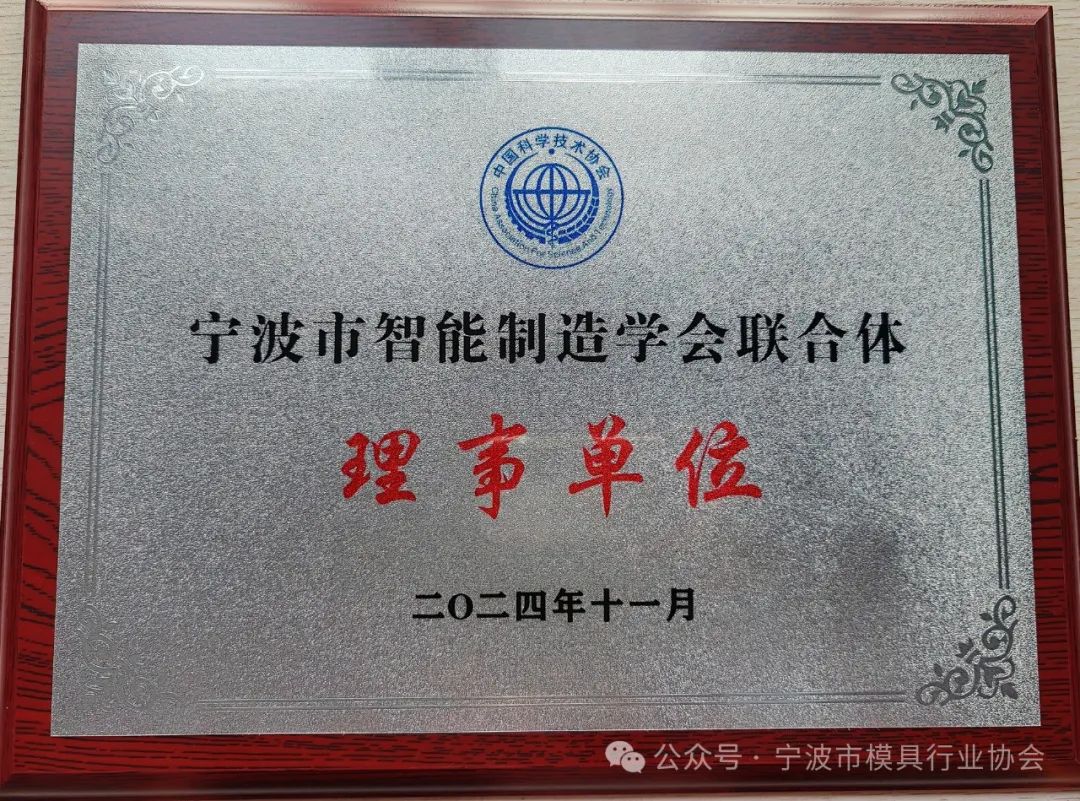 中国科学技术协会
China Association For Science And Technology
宁波市智能制造学会联合体
理事单位
二〇二四年十一月
公众号·宁波市模具行业协会